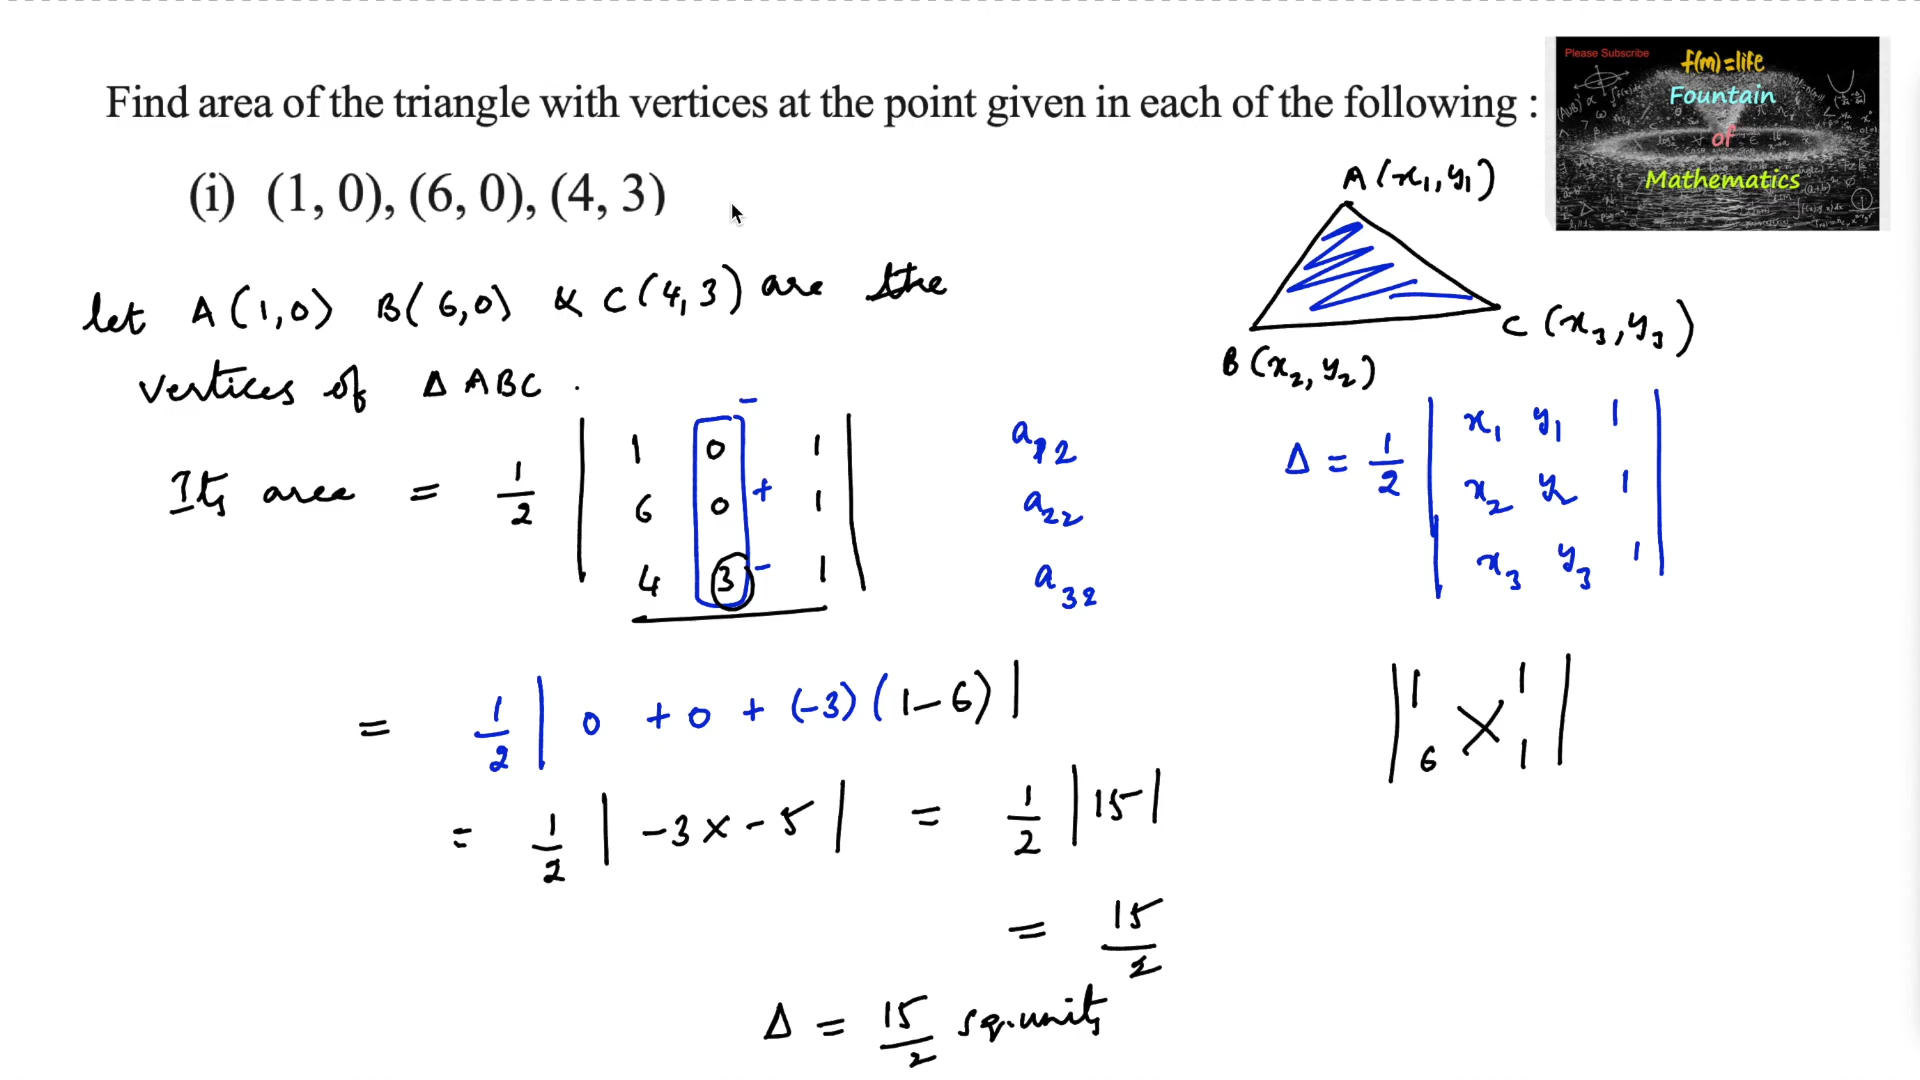 Please Subscribe
f(m)=life
Fountain
of
Mathematics
Find area of the triangle with vertices at the point given in each of the following :
(i) (1, 0), (6, 0), (4, 3)
A (x₁, y₁)
B (x₂, y₂)
C (x₃, y₃)
let A(1,0) B(6,0) & C(4,3) are the
vertices of Δ ABC .
Its area = 1/2 | 1 0 1 |
| 6 0 1 |
| 4 3 1 |
-
+
-
a₁₂
a₂₂
a₃₂
Δ = 1/2 | x₁ y₁ 1 |
| x₂ y₂ 1 |
| x₃ y₃ 1 |
= 1/2 | 0 + 0 + (-3) (1-6) |
| 1 1 |
| 6 1 |
= 1/2 | -3 x -5 | = 1/2 | 15 |
= 15/2
Δ = 15/2 sq.units